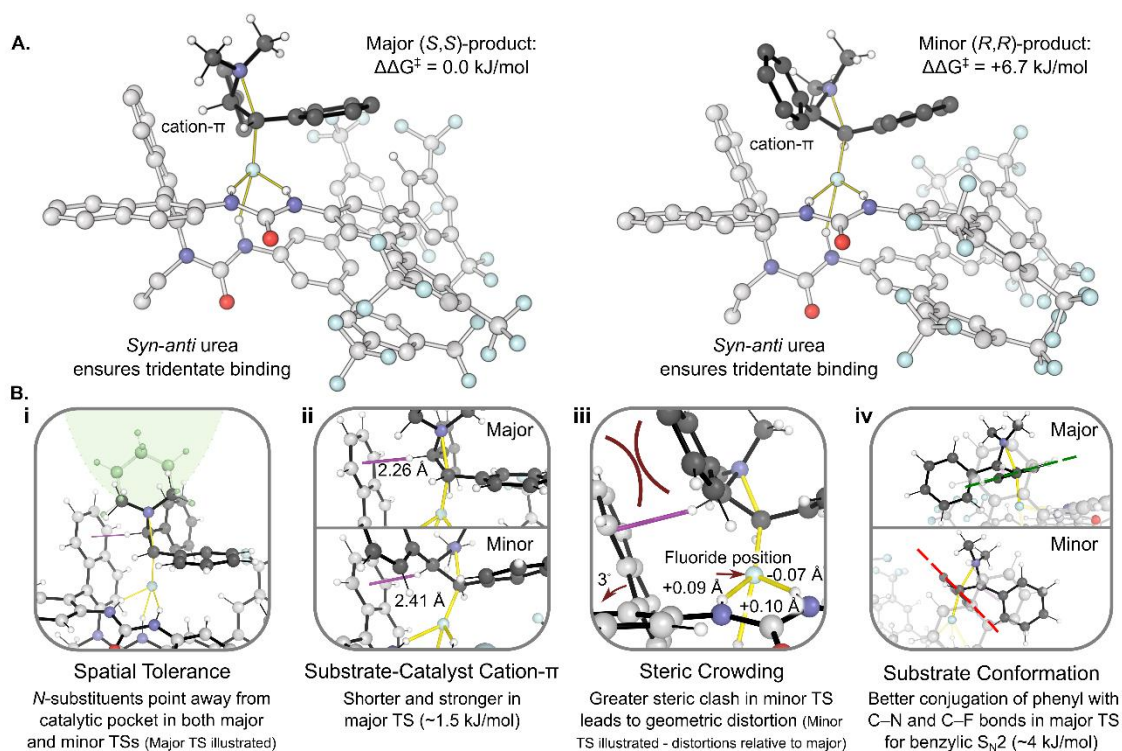 A.
Major (S,S)-product:
ΔΔG‡ = 0.0 kJ/mol
cation-π
Syn-anti urea
ensures tridentate binding
Minor (R,R)-product:
ΔΔG‡ = +6.7 kJ/mol
cation-π
Syn-anti urea
ensures tridentate binding
B.
i
Spatial Tolerance
N-substituents point away from
catalytic pocket in both major
and minor TSs (Major TS illustrated)
ii
Major
2.26 Å
Minor
2.41 Å
Substrate-Catalyst Cation-π
Shorter and stronger in
major TS (~1.5 kJ/mol)
iii
Fluoride position
-0.07 Å
+0.09 Å
3°
+0.10 Å
Steric Crowding
Greater steric clash in minor TS
leads to geometric distortion (Minor
TS illustrated - distortions relative to major)
iv
Major
Minor
Substrate Conformation
Better conjugation of phenyl with
C–N and C–F bonds in major TS
for benzylic SN2 (~4 kJ/mol)